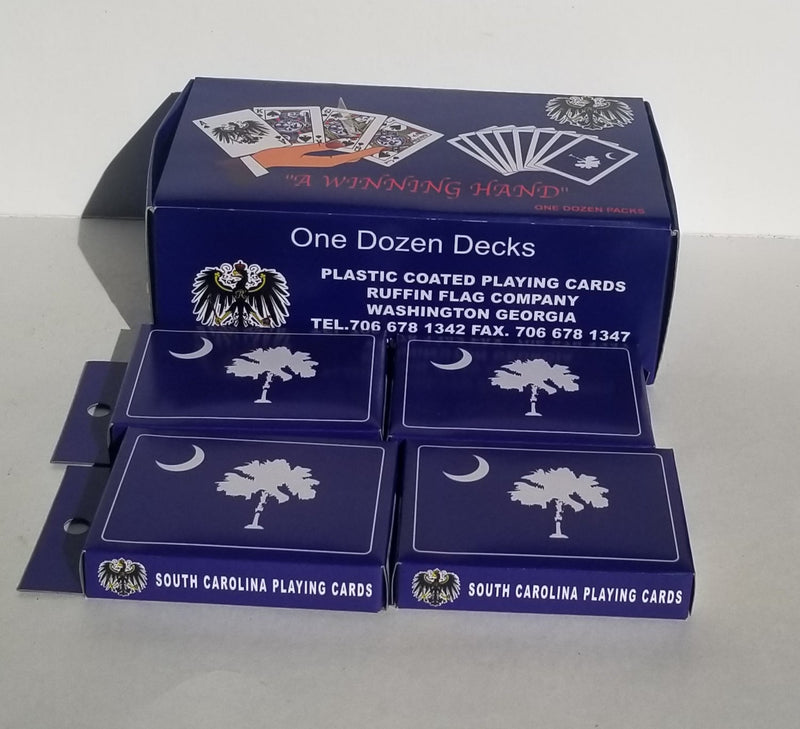 "A WINNING HAND"
ONE DOZEN PACKS
One Dozen Decks
PLASTIC COATED PLAYING CARDS
RUFFIN FLAG COMPANY
WASHINGTON GEORGIA
TEL.706 678 1342 FAX. 706 678 1347
SOUTH CAROLINA PLAYING CARDS
SOUTH CAROLINA PLAYING CARDS